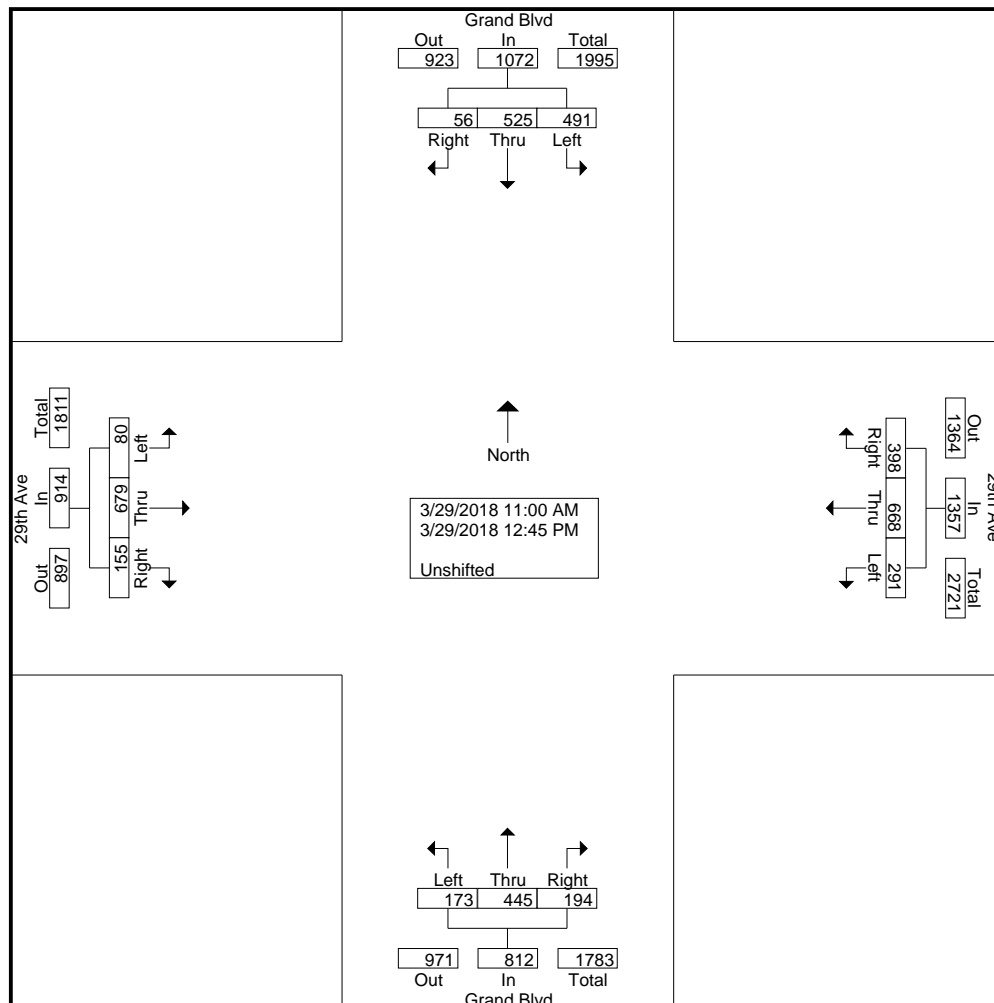 Grand Blvd
Out In Total
923 1072 1995
56 525 491
Right Thru Left
29th Ave
Total In Out
1811 914 897
80 679 155
Left Thru Right
North
3/29/2018 11:00 AM
3/29/2018 12:45 PM
Unshifted
Right Thru Left
398 668 291
1364 1357 2721
Out In Total
29th Ave
Left Thru Right
173 445 194
971 812 1783
Out In Total
Grand Blvd